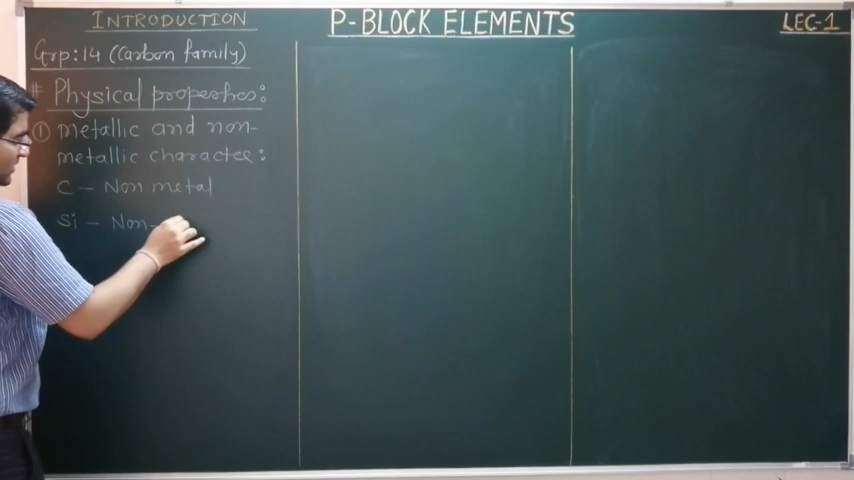 INTRODUCTION
P-BLOCK ELEMENTS
LEC-1
Grp:14 (Carbon family)
# Physical properties:
① metallic and non-
metallic character:
C - Non metal
Si - Non-